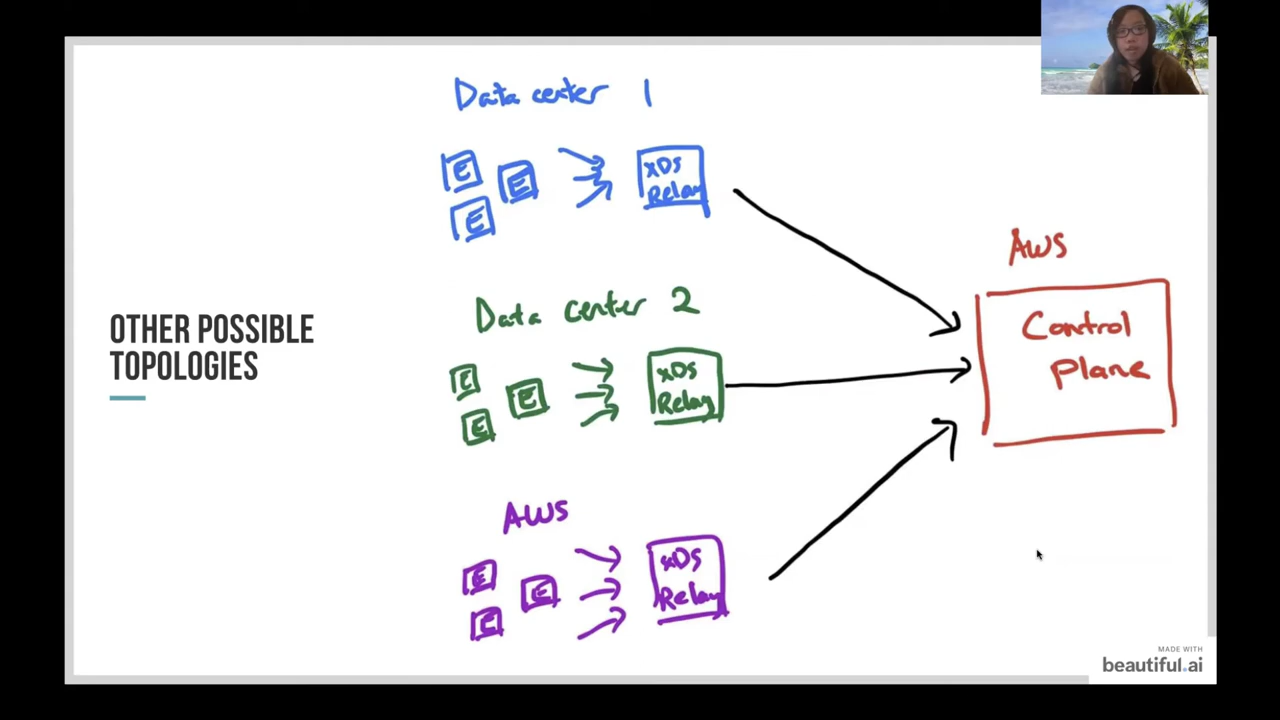 OTHER POSSIBLE
TOPOLOGIES
Data center 1
E
E
E
xDS
Relay
Data center 2
E
E
E
xDS
Relay
AWS
E
E
E
xDS
Relay
AWS
Control
Plane
MADE WITH
beautiful.ai